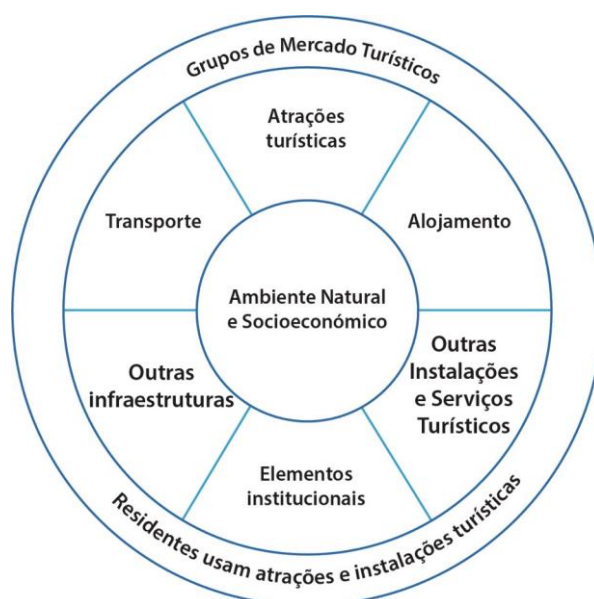 Grupos de Mercado Turísticos
Atrações
turísticas
Transporte
Alojamento
Ambiente Natural
e Socioeconómico
Outras
infraestruturas
Outras
Instalações
e Serviços
Turísticos
Elementos
institucionais
Residentes usam atrações e instalações turísticas